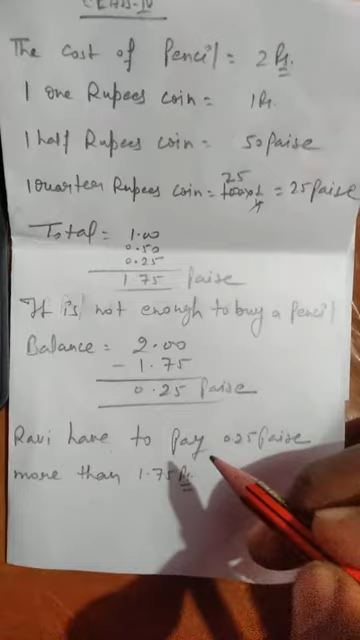 CLASS-IV
The cost of Pencil = 2 Rs.
1 one Rupees coin = 1 Rs.
1 half Rupees coin = 50 Paise
1 Quarter Rupees coin = 25 = 25 Paise
Total = 1.00
0.50
0.25
1.75 Paise
It is not enough to buy a Pencil
Balance = 2.00
- 1.75
0.25 Paise
Ravi have to Pay 0.25 Paise
more than 1.75 Rs.